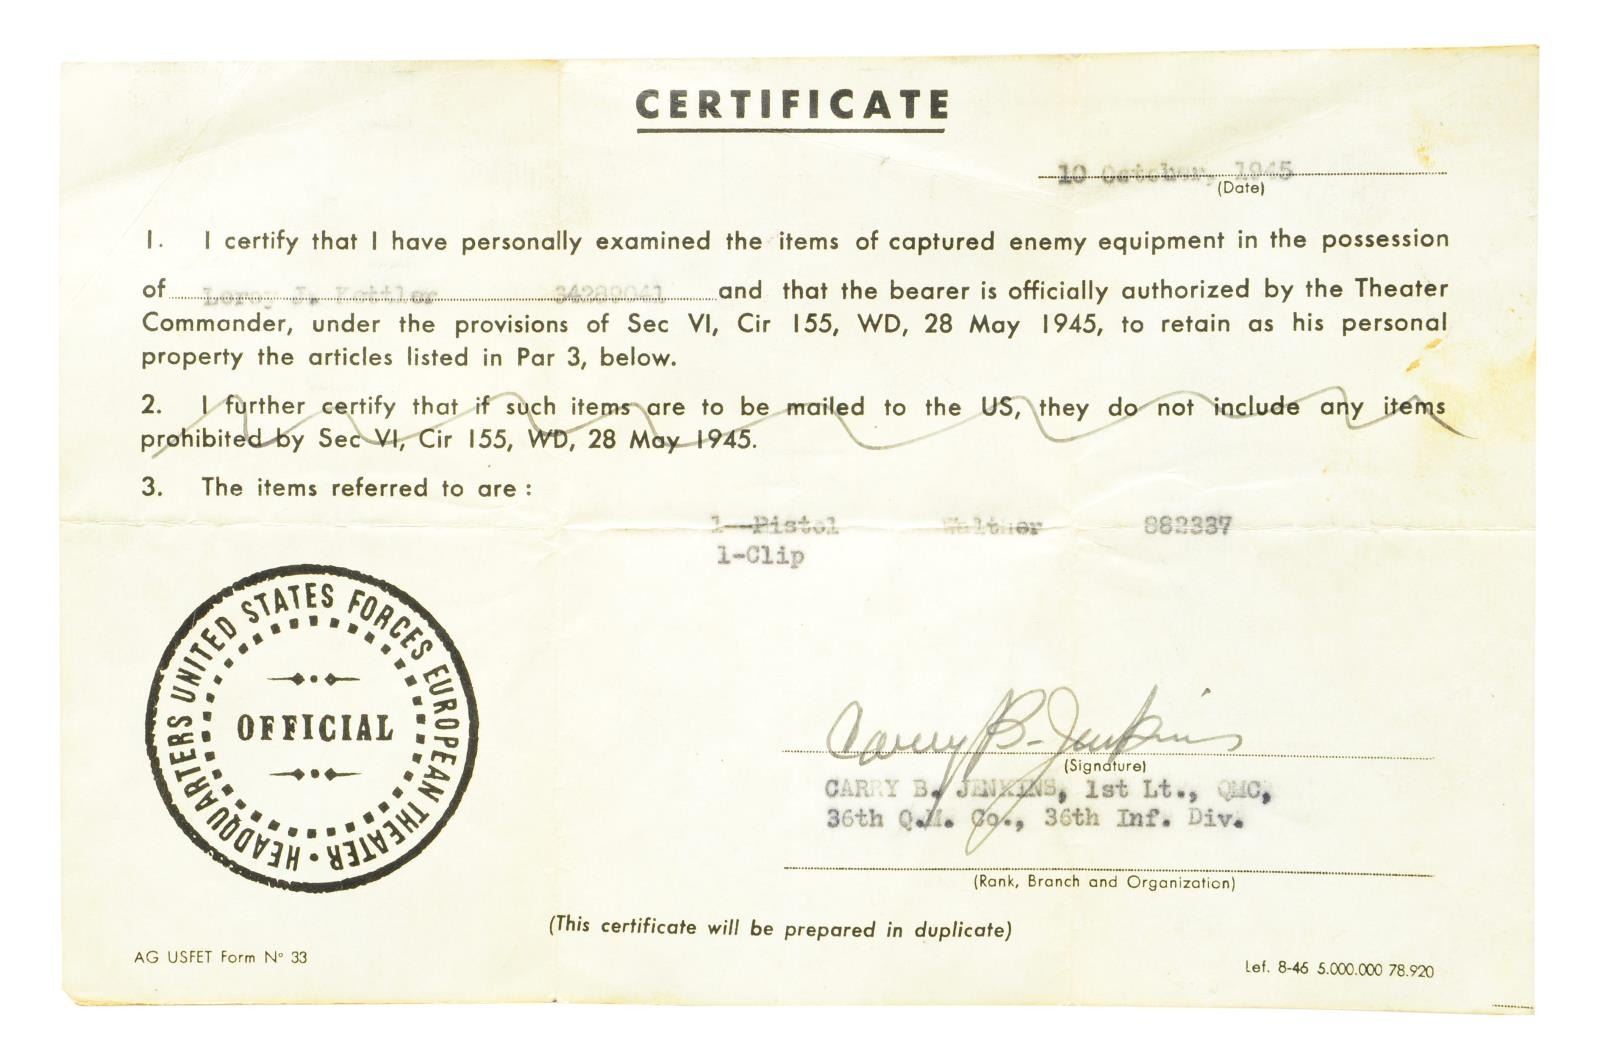 CERTIFICATE
10 October, 1945
(Date)
1. I certify that I have personally examined the items of captured enemy equipment in the possession
of Leroy J. Kettler 34289041 and that the bearer is officially authorized by the Theater
Commander, under the provisions of Sec VI, Cir 155, WD, 28 May 1945, to retain as his personal
property the articles listed in Par 3, below.
2. I further certify that if such items are to be mailed to the US, they do not include any items
prohibited by Sec VI, Cir 155, WD, 28 May 1945.
3. The items referred to are :
1--Pistol Walther 882337
1-Clip
HEADQUARTERS UNITED STATES FORCES EUROPEAN THEATER •
OFFICIAL
Carry B. Jenkins
(Signature)
CARRY B. JENKINS, 1st Lt., QMC,
36th Q.M. Co., 36th Inf. Div.
(Rank, Branch and Organization)
(This certificate will be prepared in duplicate)
AG USFET Form N° 33
Lef. 8-45 5.000.000 78.920